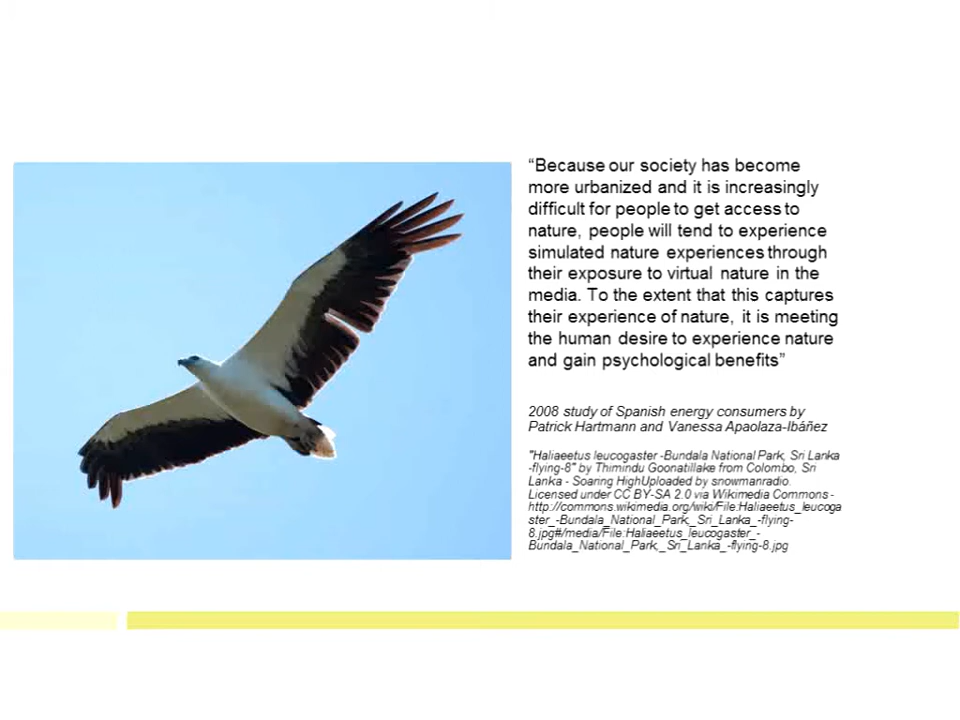 “Because our society has become
more urbanized and it is increasingly
difficult for people to get access to
nature, people will tend to experience
simulated nature experiences through
their exposure to virtual nature in the
media. To the extent that this captures
their experience of nature, it is meeting
the human desire to experience nature
and gain psychological benefits”
2008 study of Spanish energy consumers by
Patrick Hartmann and Vanessa Apaolaza-Ibáñez
"Haliaeetus leucogaster -Bundala National Park, Sri Lanka
-flying-8" by Thimindu Goonatillake from Colombo, Sri
Lanka - Soaring HighUploaded by snowmanradio.
Licensed under CC BY-SA 2.0 via Wikimedia Commons -
http://commons.wikimedia.org/wiki/File:Haliaeetus_leucoga
ster_-Bundala_National_Park,_Sri_Lanka_-flying-
8.jpg#/media/File:Haliaeetus_leucogaster_-
Bundala_National_Park,_Sri_Lanka_-flying-8.jpg